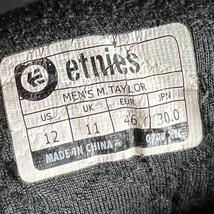 etnies
MEN'S M.TAYLOR
US UK EUR JPN
12 11 46 30.0
MADE IN CHINA